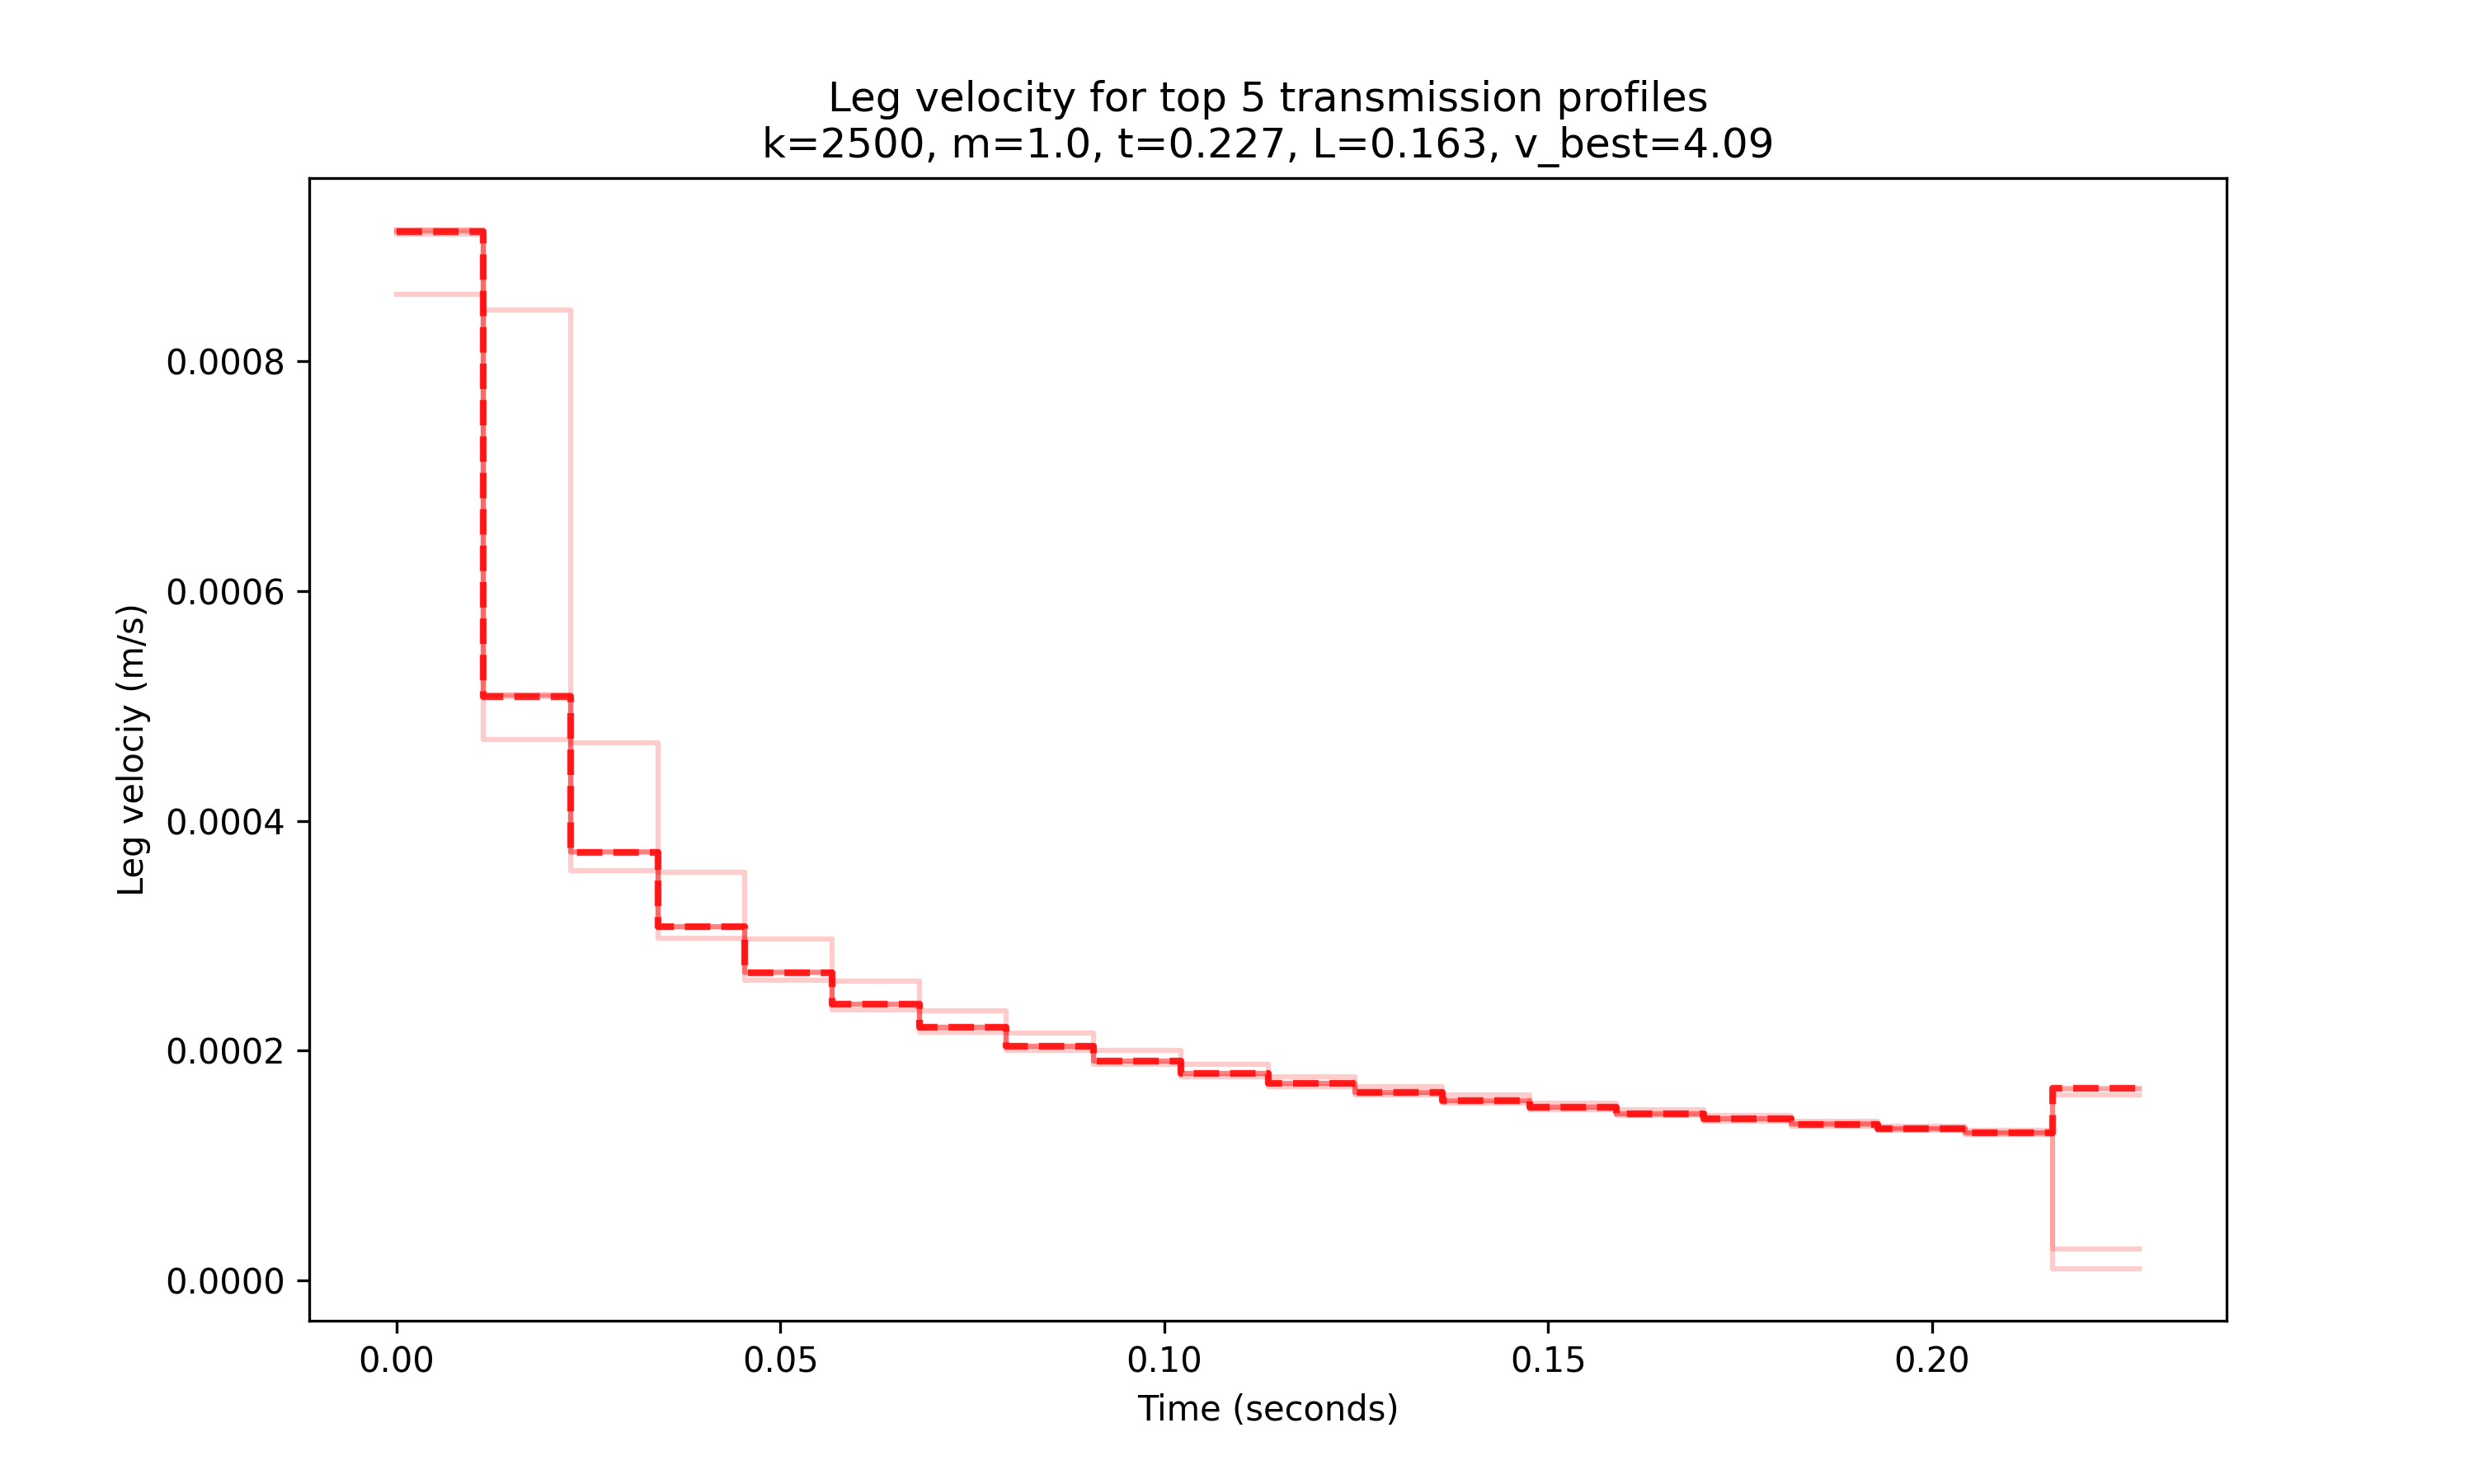 Leg velocity for top 5 transmission profiles
k=2500, m=1.0, t=0.227, L=0.163, v_best=4.09
Leg velociy (m/s)
0.0008
0.0006
0.0004
0.0002
0.0000
0.00
0.05
0.10
0.15
0.20
Time (seconds)